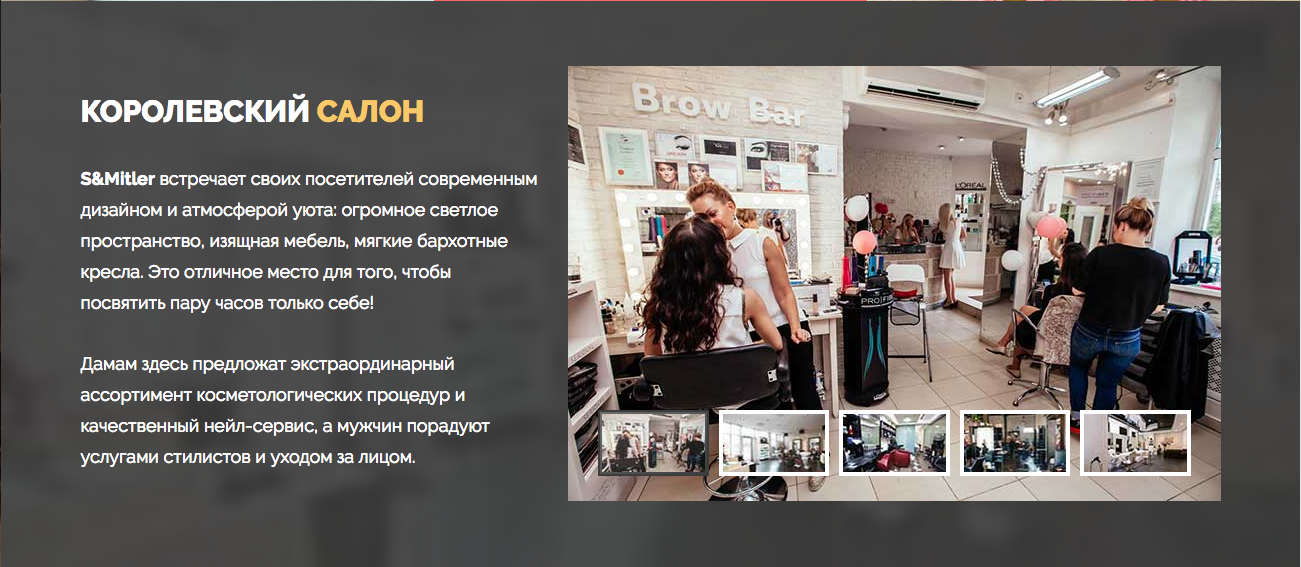 КОРОЛЕВСКИЙ САЛОН
S&Mitler встречает своих посетителей современным
дизайном и атмосферой уюта: огромное светлое
пространство, изящная мебель, мягкие бархотные
кресла. Это отличное место для того, чтобы
посвятить пару часов только себе!
Дамам здесь предложат экстраординарный
ассортимент косметологических процедур и
качественный нейл-сервис, а мужчин порадуют
услугами стилистов и уходом за лицом.
Brow Bar
L'OREAL